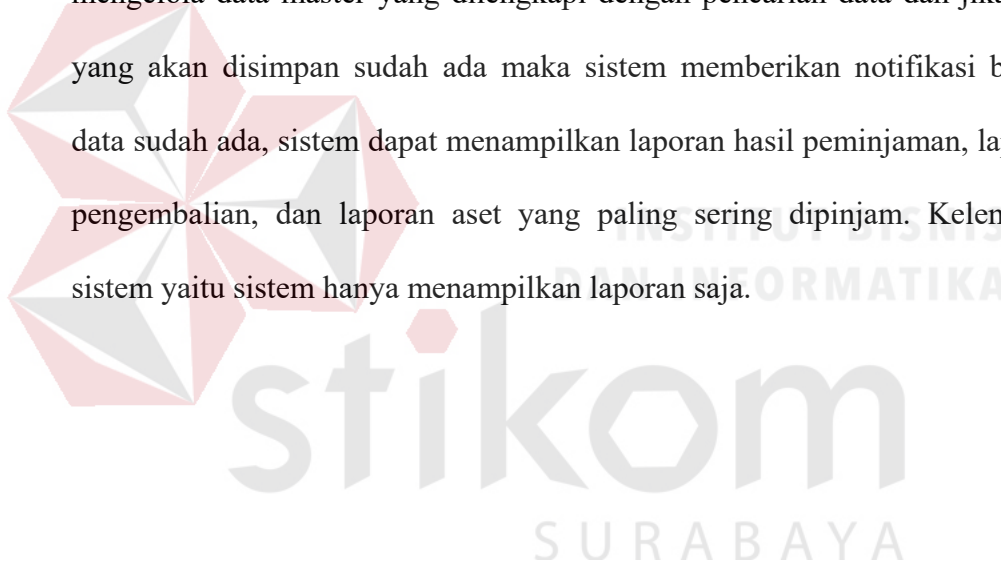 mengelola data master yang dilengkapi dengan pencarian data dan jika
yang akan disimpan sudah ada maka sistem memberikan notifikasi b
data sudah ada, sistem dapat menampilkan laporan hasil peminjaman, la
pengembalian, dan laporan aset yang paling sering dipinjam. Kelem
sistem yaitu sistem hanya menampilkan laporan saja.
INSTITUT BISNIS
DAN INFORMATIKA
stikom
SURABAYA